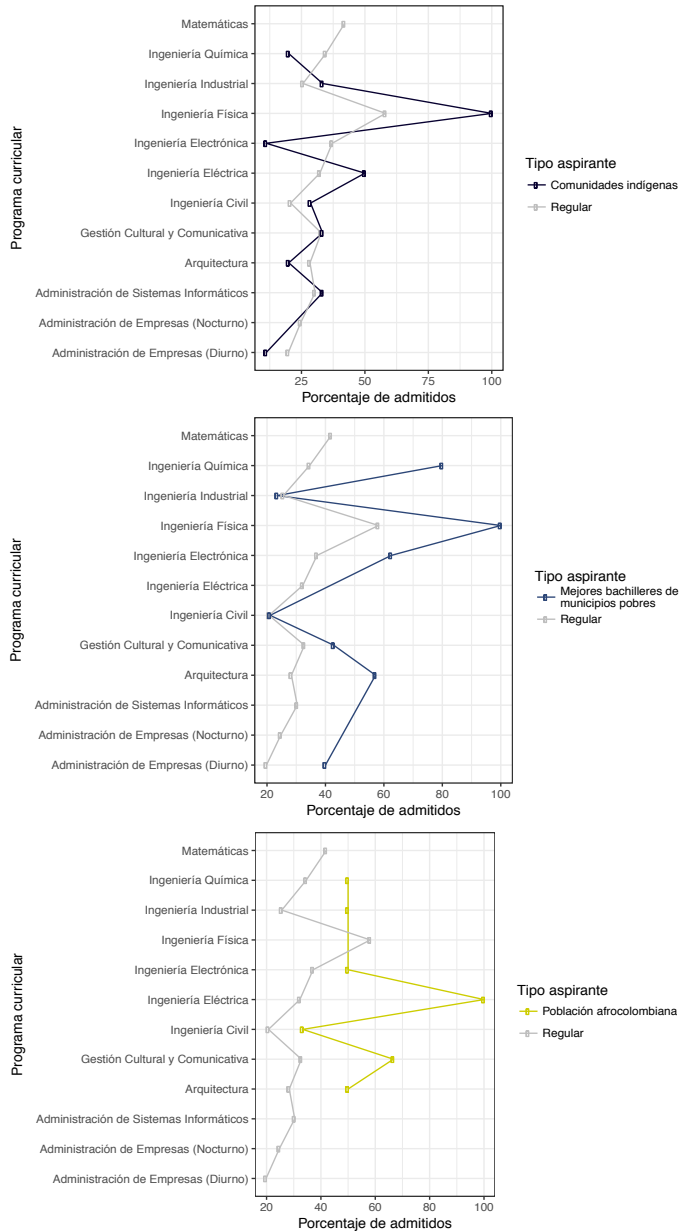 Programa curricular
Matemáticas
Ingeniería Química
Ingeniería Industrial
Ingeniería Física
Ingeniería Electrónica
Ingeniería Eléctrica
Ingeniería Civil
Gestión Cultural y Comunicativa
Arquitectura
Administración de Sistemas Informáticos
Administración de Empresas (Nocturno)
Administración de Empresas (Diurno)
25 50 75 100
Porcentaje de admitidos
Tipo aspirante
Comunidades indígenas
Regular
Programa curricular
Matemáticas
Ingeniería Química
Ingeniería Industrial
Ingeniería Física
Ingeniería Electrónica
Ingeniería Eléctrica
Ingeniería Civil
Gestión Cultural y Comunicativa
Arquitectura
Administración de Sistemas Informáticos
Administración de Empresas (Nocturno)
Administración de Empresas (Diurno)
20 40 60 80 100
Porcentaje de admitidos
Tipo aspirante
Mejores bachilleres de
municipios pobres
Regular
Programa curricular
Matemáticas
Ingeniería Química
Ingeniería Industrial
Ingeniería Física
Ingeniería Electrónica
Ingeniería Eléctrica
Ingeniería Civil
Gestión Cultural y Comunicativa
Arquitectura
Administración de Sistemas Informáticos
Administración de Empresas (Nocturno)
Administración de Empresas (Diurno)
20 40 60 80 100
Porcentaje de admitidos
Tipo aspirante
Población afrocolombiana
Regular